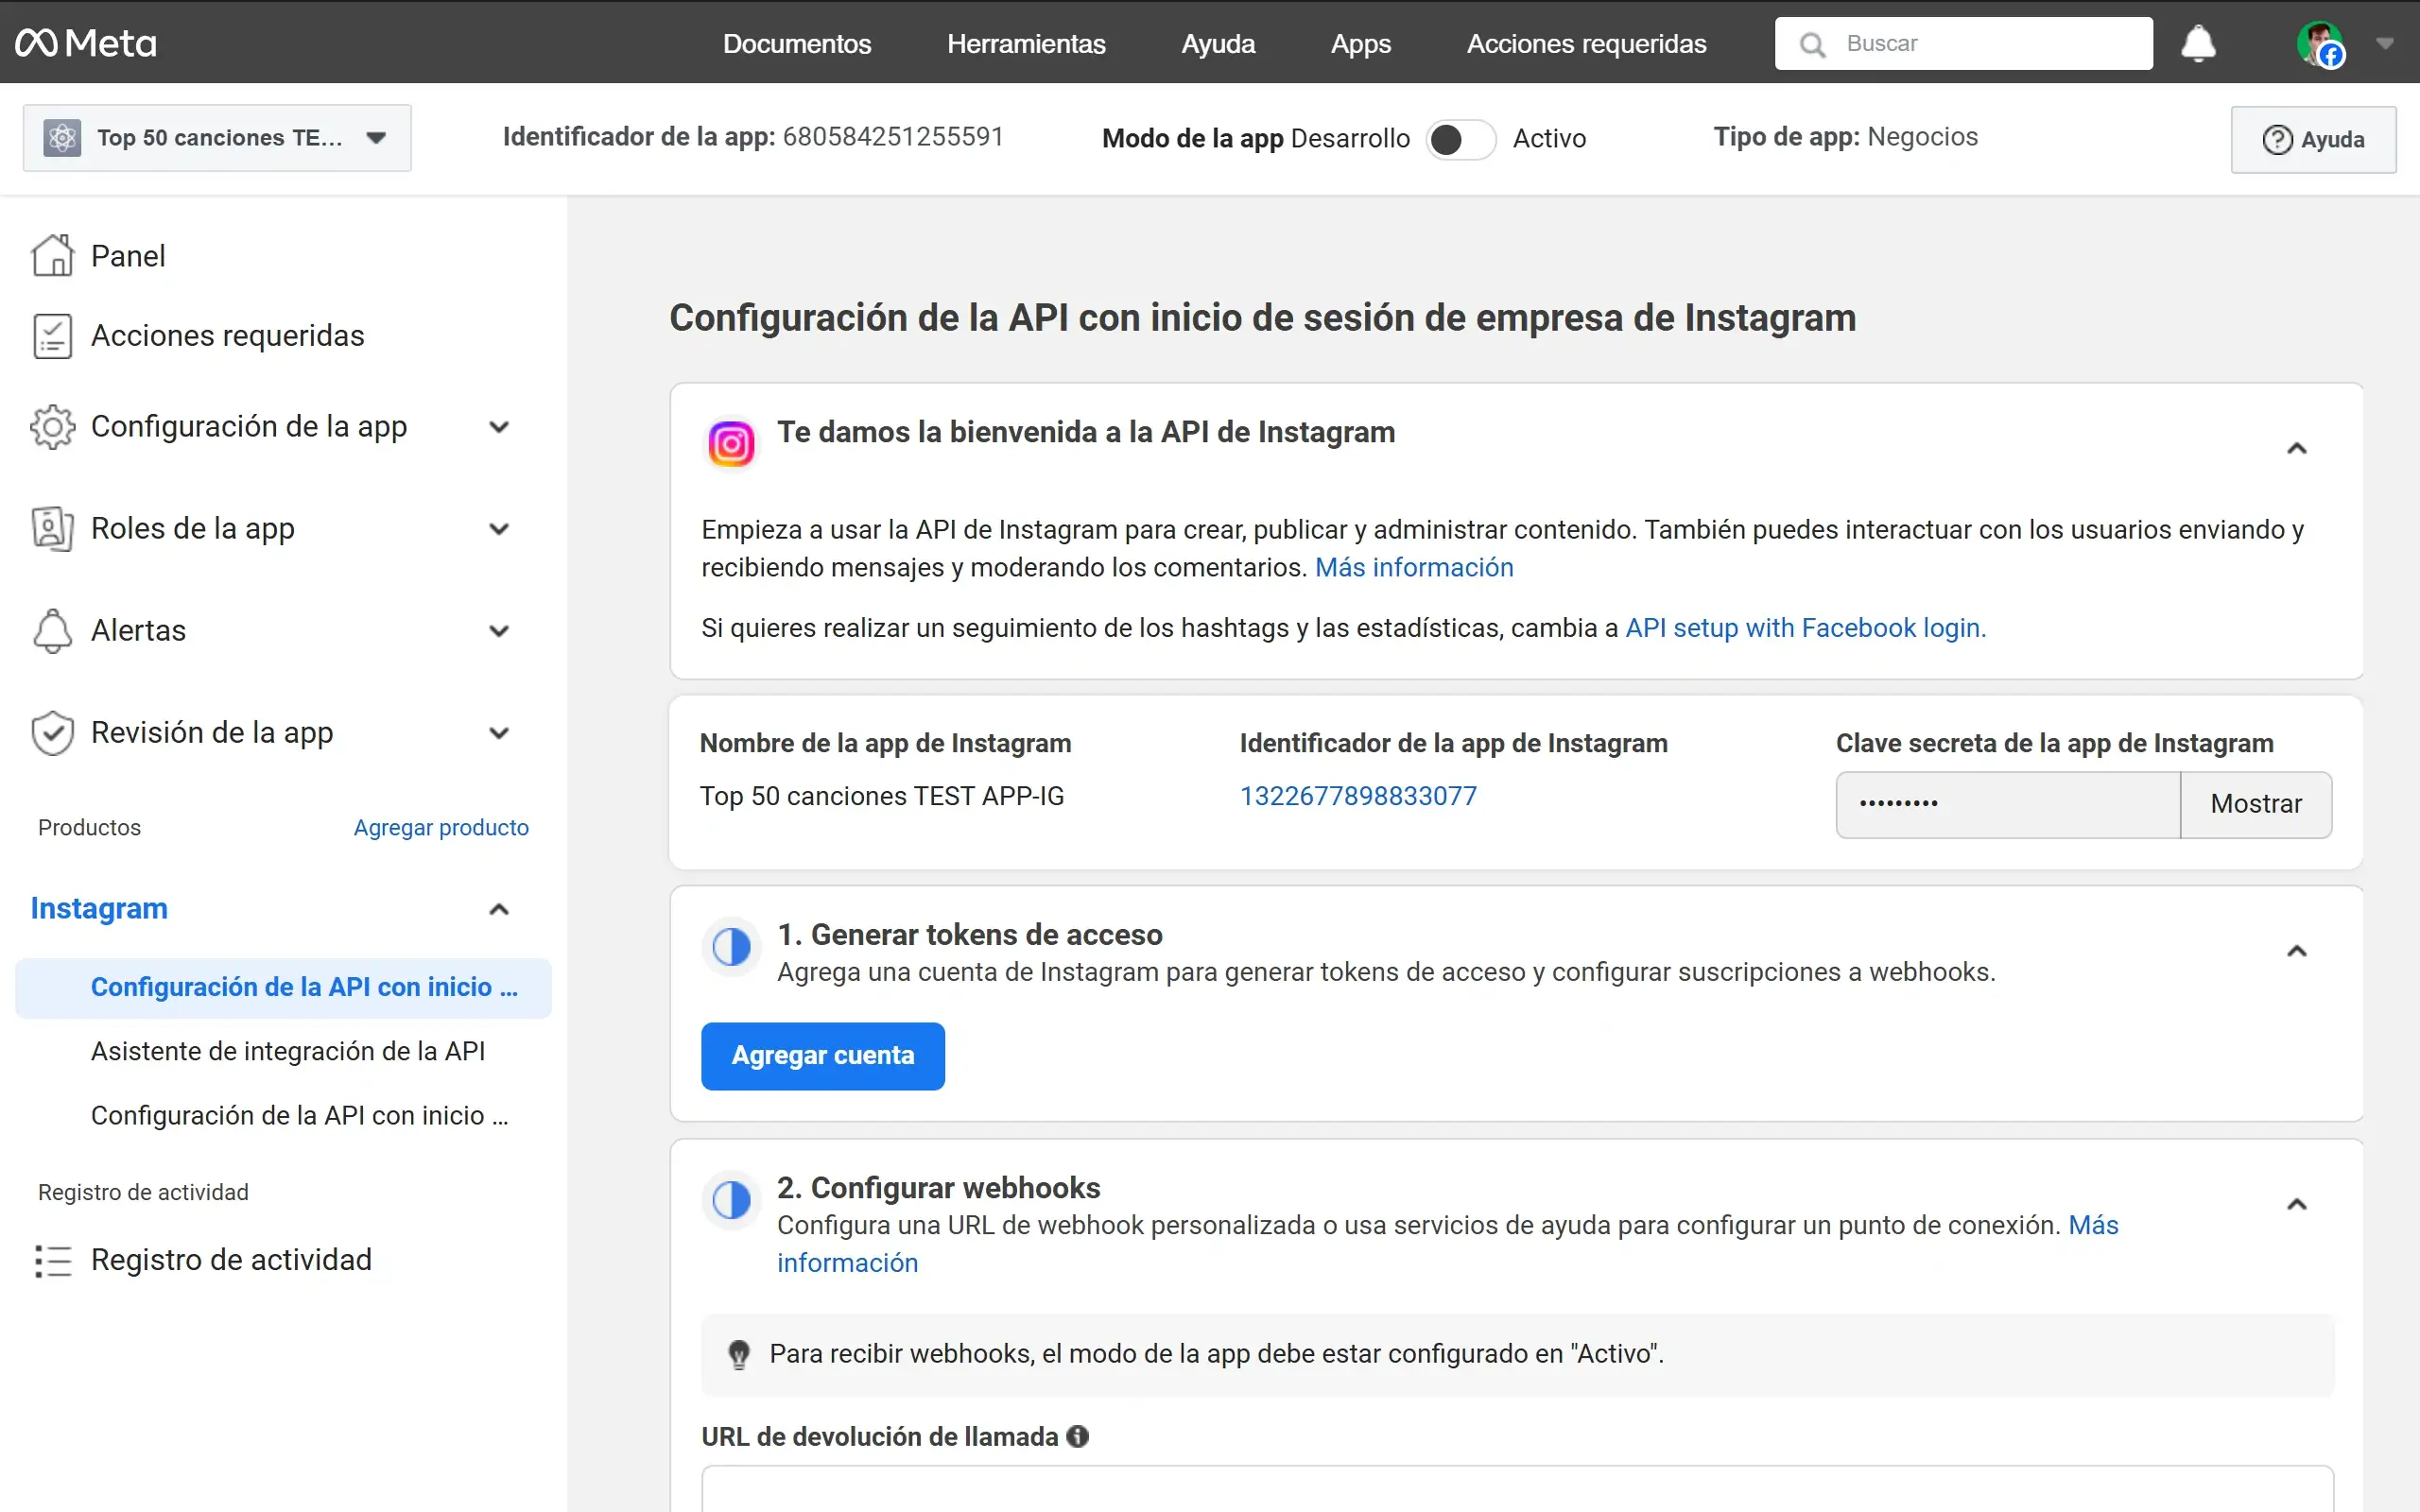 Meta
Documentos
Herramientas
Ayuda
Apps
Acciones requeridas
Buscar
Top 50 canciones TE...
Identificador de la app: 680584251255591
Modo de la app Desarrollo
Activo
Tipo de app: Negocios
Ayuda
Panel
Acciones requeridas
Configuración de la app
Roles de la app
Alertas
Revisión de la app
Productos
Agregar producto
Instagram
Configuración de la API con inicio ...
Asistente de integración de la API
Configuración de la API con inicio ...
Registro de actividad
Registro de actividad
Configuración de la API con inicio de sesión de empresa de Instagram
Te damos la bienvenida a la API de Instagram
Empieza a usar la API de Instagram para crear, publicar y administrar contenido. También puedes interactuar con los usuarios enviando y
recibiendo mensajes y moderando los comentarios. Más información
Si quieres realizar un seguimiento de los hashtags y las estadísticas, cambia a API setup with Facebook login.
Nombre de la app de Instagram
Top 50 canciones TEST APP-IG
Identificador de la app de Instagram
1322677898833077
Clave secreta de la app de Instagram
•••••••••
Mostrar
1. Generar tokens de acceso
Agrega una cuenta de Instagram para generar tokens de acceso y configurar suscripciones a webhooks.
Agregar cuenta
2. Configurar webhooks
Configura una URL de webhook personalizada o usa servicios de ayuda para configurar un punto de conexión. Más
información
Para recibir webhooks, el modo de la app debe estar configurado en "Activo".
URL de devolución de llamada